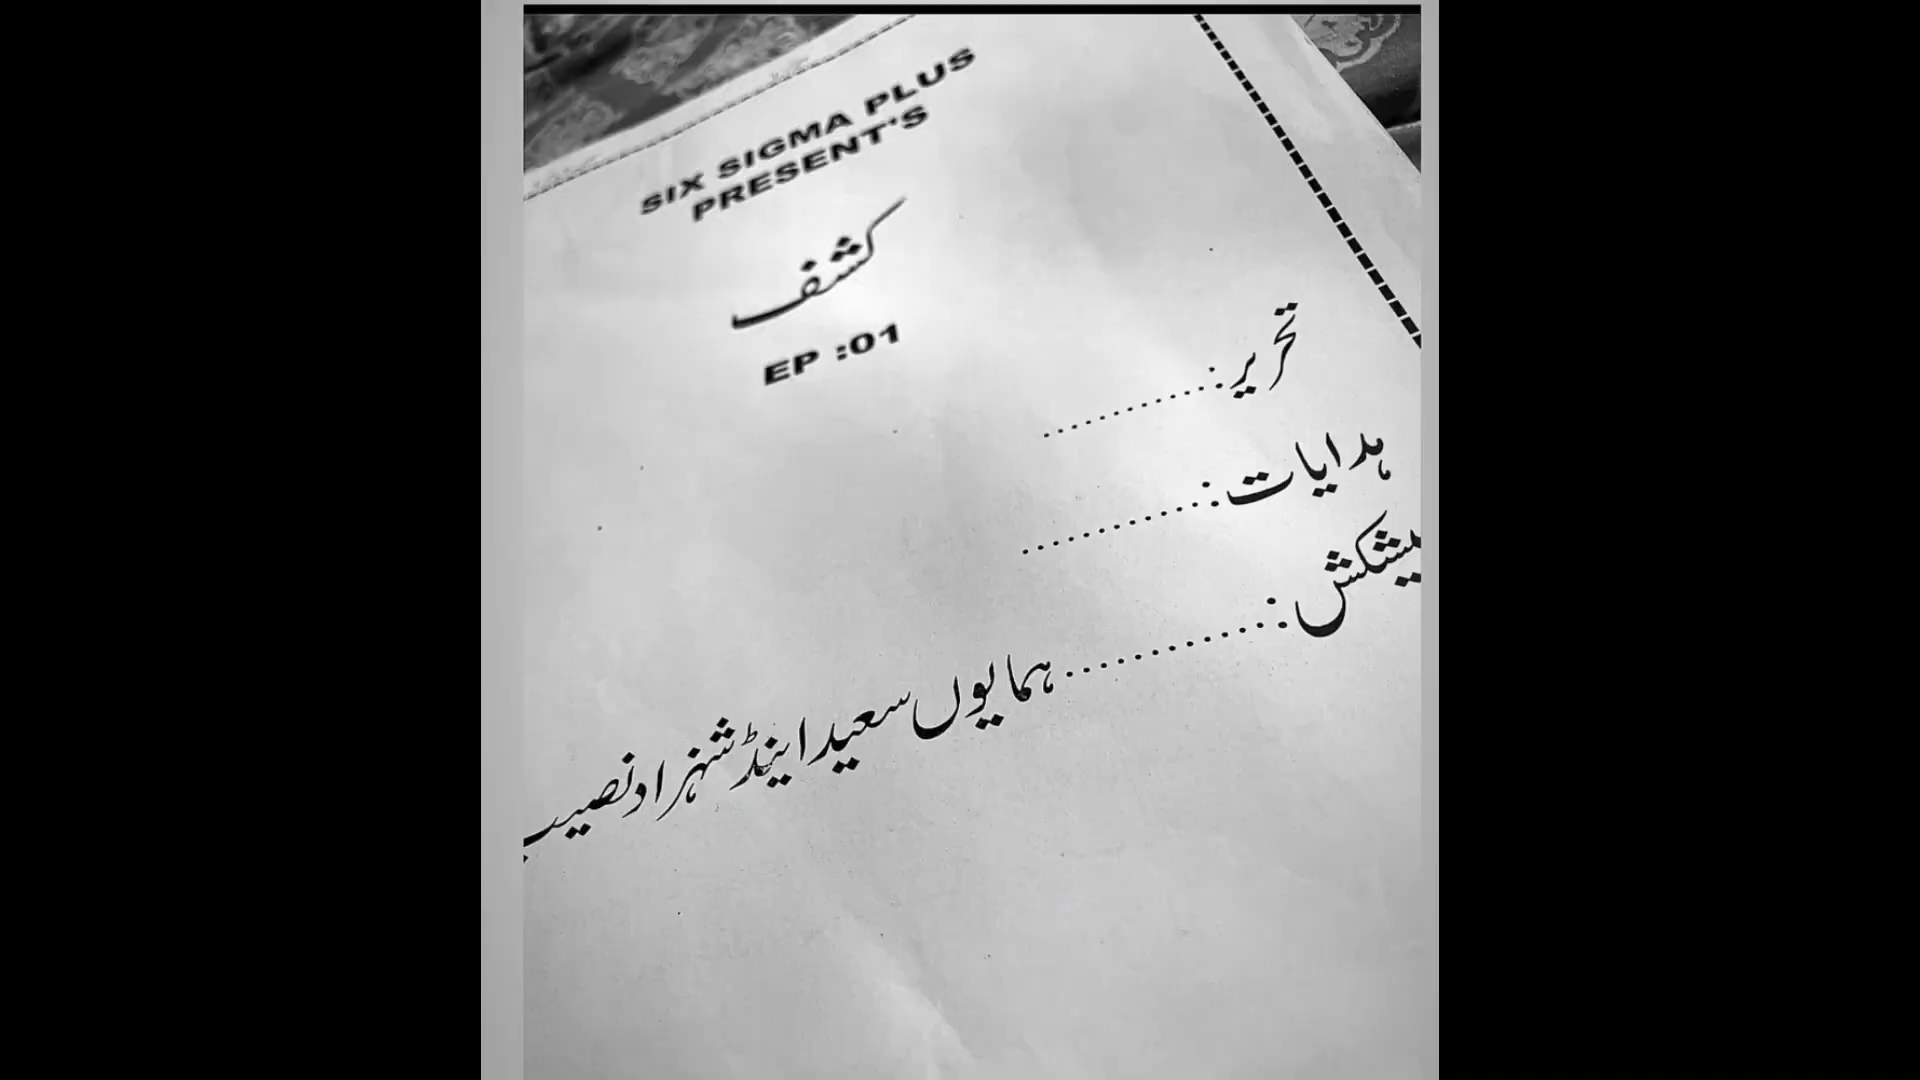 SIX SIGMA PLUS
PRESENT'S
کشف
EP :01
تحریر:............
ہدایات:............
پیشکش:............ہمایوں سعید اینڈ شہزاد نصیب